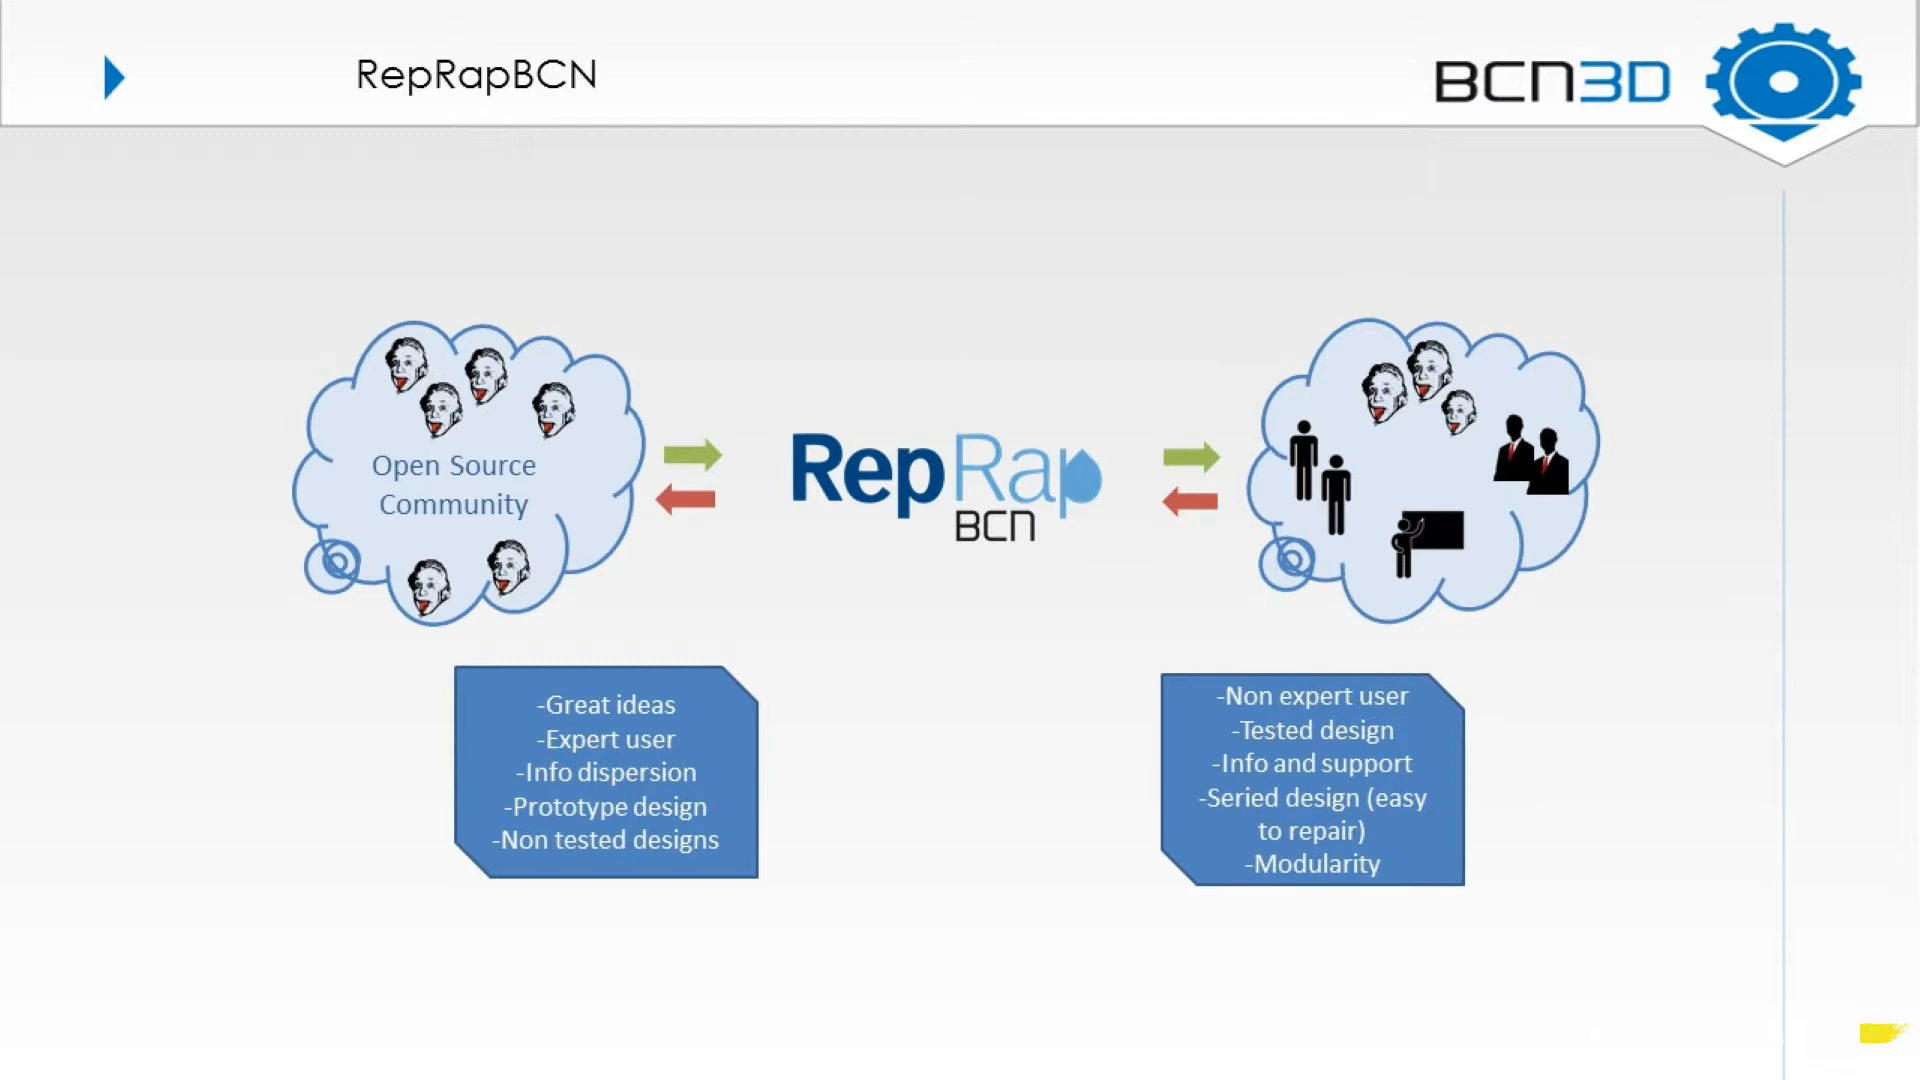 RepRapBCN
BCN3D
Open Source
Community
RepRap
BCN
-Great ideas
-Expert user
-Info dispersion
-Prototype design
-Non tested designs
-Non expert user
-Tested design
-Info and support
-Seried design (easy
to repair)
-Modularity